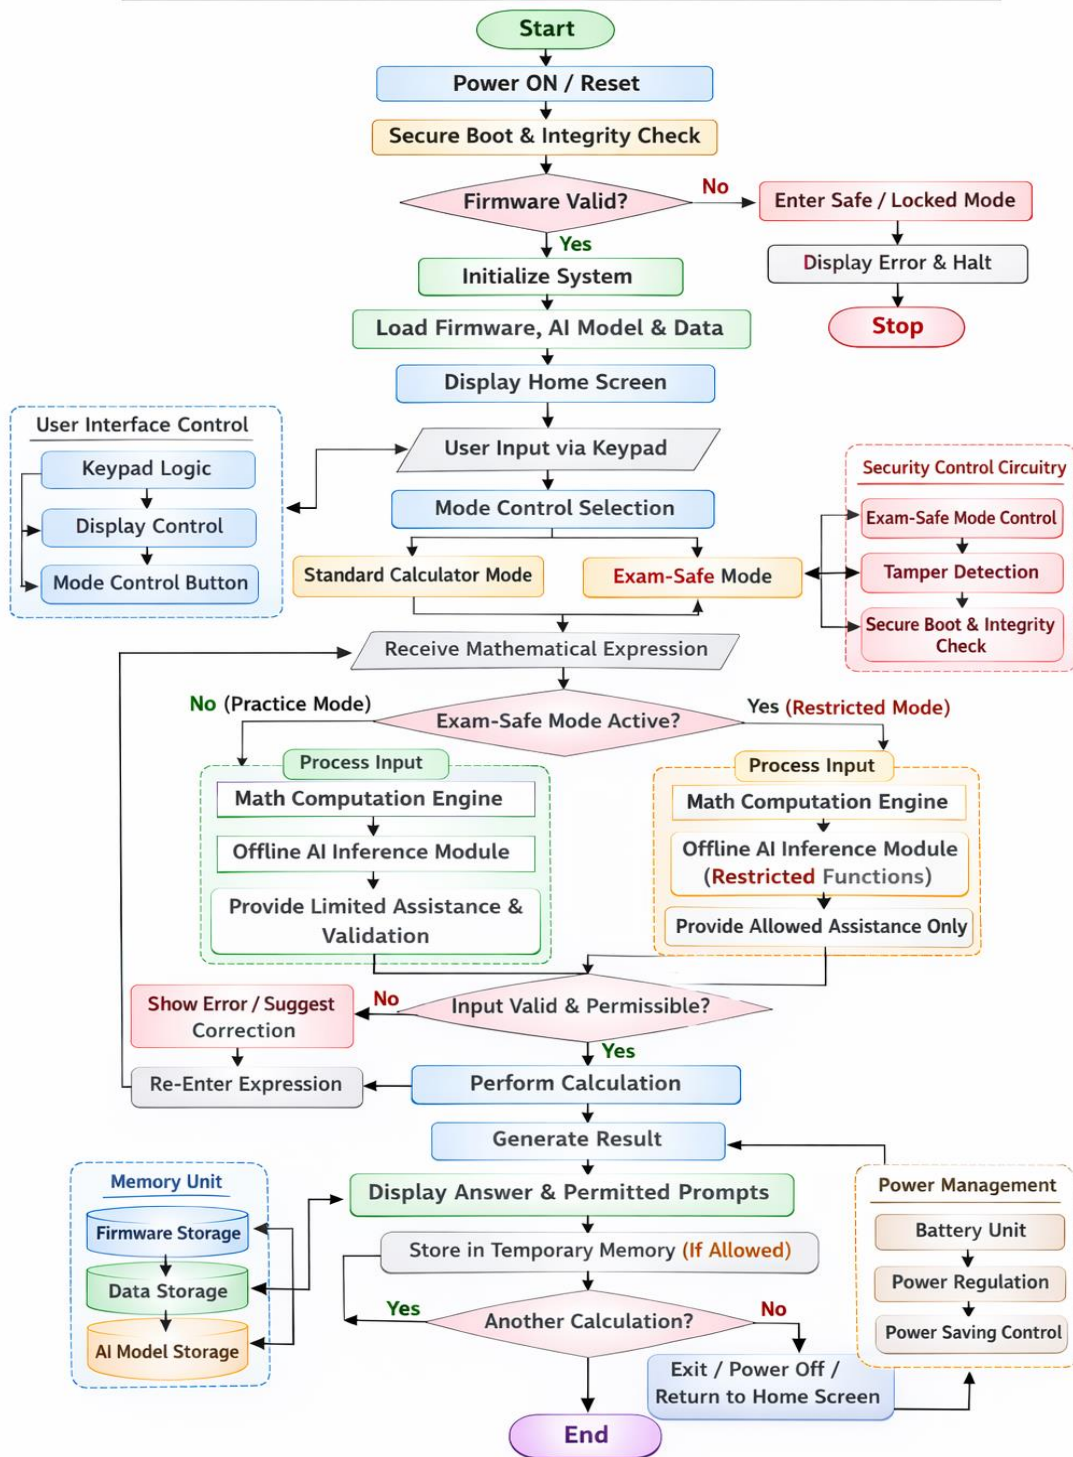 Start
Power ON / Reset
Secure Boot & Integrity Check
Firmware Valid?
No
Enter Safe / Locked Mode
Display Error & Halt
Stop
Yes
Initialize System
Load Firmware, AI Model & Data
Display Home Screen
User Interface Control
Keypad Logic
Display Control
Mode Control Button
User Input via Keypad
Mode Control Selection
Standard Calculator Mode
Exam-Safe Mode
Security Control Circuitry
Exam-Safe Mode Control
Tamper Detection
Secure Boot & Integrity
Check
Receive Mathematical Expression
Exam-Safe Mode Active?
No (Practice Mode)
Yes (Restricted Mode)
Process Input
Math Computation Engine
Offline AI Inference Module
Provide Limited Assistance &
Validation
Process Input
Math Computation Engine
Offline AI Inference Module
(Restricted Functions)
Provide Allowed Assistance Only
Input Valid & Permissible?
No
Show Error / Suggest
Correction
Re-Enter Expression
Yes
Perform Calculation
Generate Result
Display Answer & Permitted Prompts
Store in Temporary Memory (If Allowed)
Another Calculation?
Yes
No
Exit / Power Off /
Return to Home Screen
End
Memory Unit
Firmware Storage
Data Storage
AI Model Storage
Power Management
Battery Unit
Power Regulation
Power Saving Control